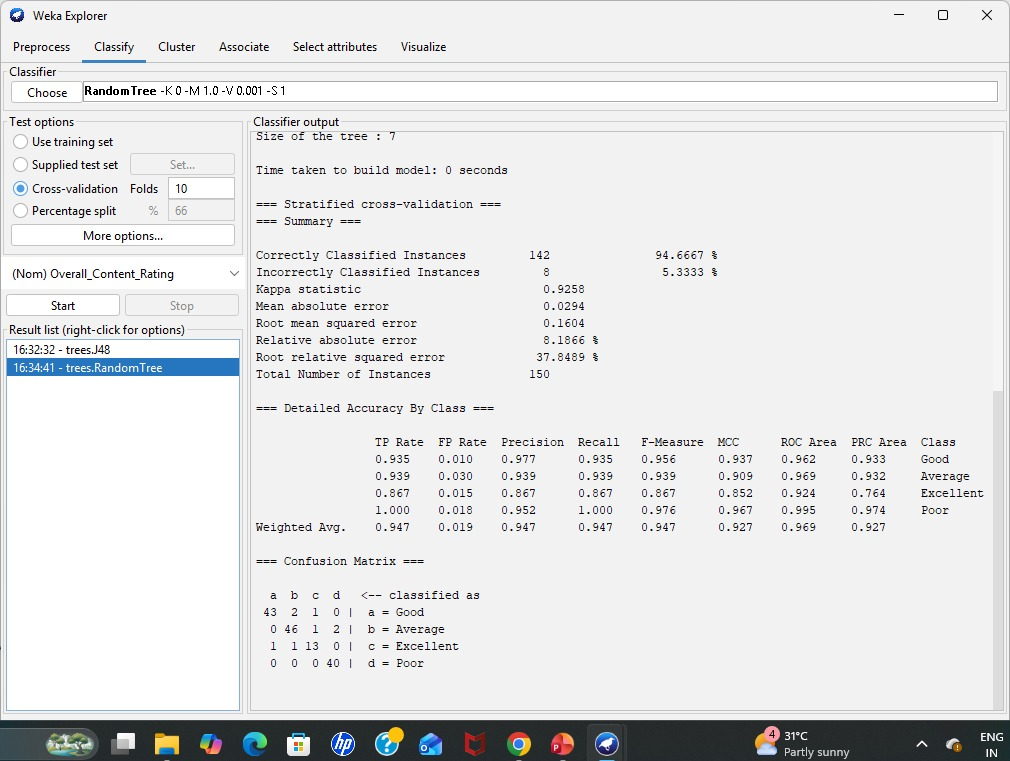 Weka Explorer
Preprocess Classify Cluster Associate Select attributes Visualize
Classifier
Choose RandomTree -K 0 -M 1.0 -V 0.001 -S 1
Test options
Use training set
Supplied test set Set...
Cross-validation Folds 10
Percentage split % 66
More options...
(Nom) Overall_Content_Rating
Start Stop
Result list (right-click for options)
16:32:32 - trees.J48
16:34:41 - trees.RandomTree
Classifier output
Size of the tree : 7
Time taken to build model: 0 seconds
=== Stratified cross-validation ===
=== Summary ===
Correctly Classified Instances 142 94.6667 %
Incorrectly Classified Instances 8 5.3333 %
Kappa statistic 0.9258
Mean absolute error 0.0294
Root mean squared error 0.1604
Relative absolute error 8.1866 %
Root relative squared error 37.8489 %
Total Number of Instances 150
=== Detailed Accuracy By Class ===
TP Rate FP Rate Precision Recall F-Measure MCC ROC Area PRC Area Class
0.935 0.010 0.977 0.935 0.956 0.937 0.962 0.933 Good
0.939 0.030 0.939 0.939 0.939 0.909 0.969 0.932 Average
0.867 0.015 0.867 0.867 0.867 0.852 0.924 0.764 Excellent
1.000 0.018 0.952 1.000 0.976 0.967 0.995 0.974 Poor
Weighted Avg. 0.947 0.019 0.947 0.947 0.947 0.927 0.969 0.927
=== Confusion Matrix ===
a b c d <-- classified as
43 2 1 0 | a = Good
0 46 1 2 | b = Average
1 1 13 0 | c = Excellent
0 0 0 40 | d = Poor
hp
4
31°C
Partly sunny
ENG
IN